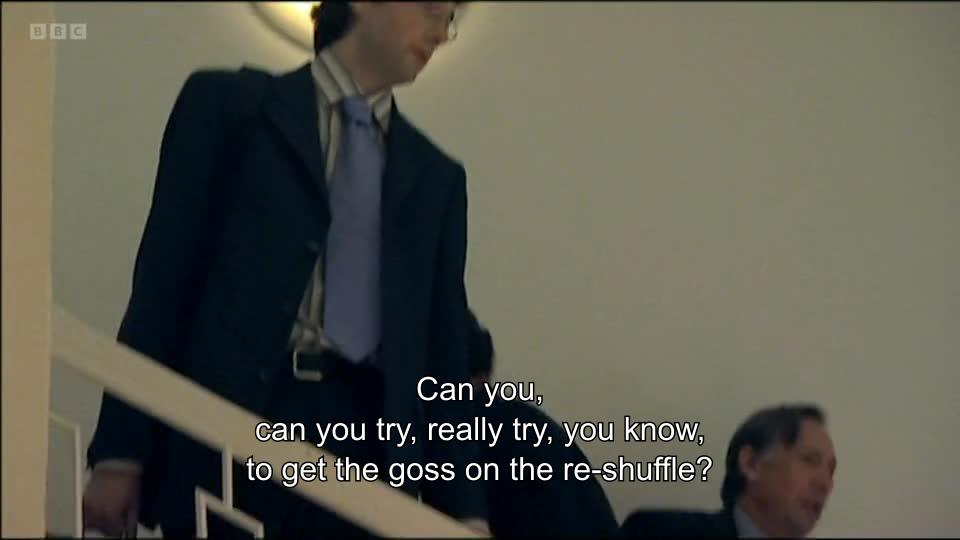 BBC
Can you,
can you try, really try, you know,
to get the goss on the re-shuffle?